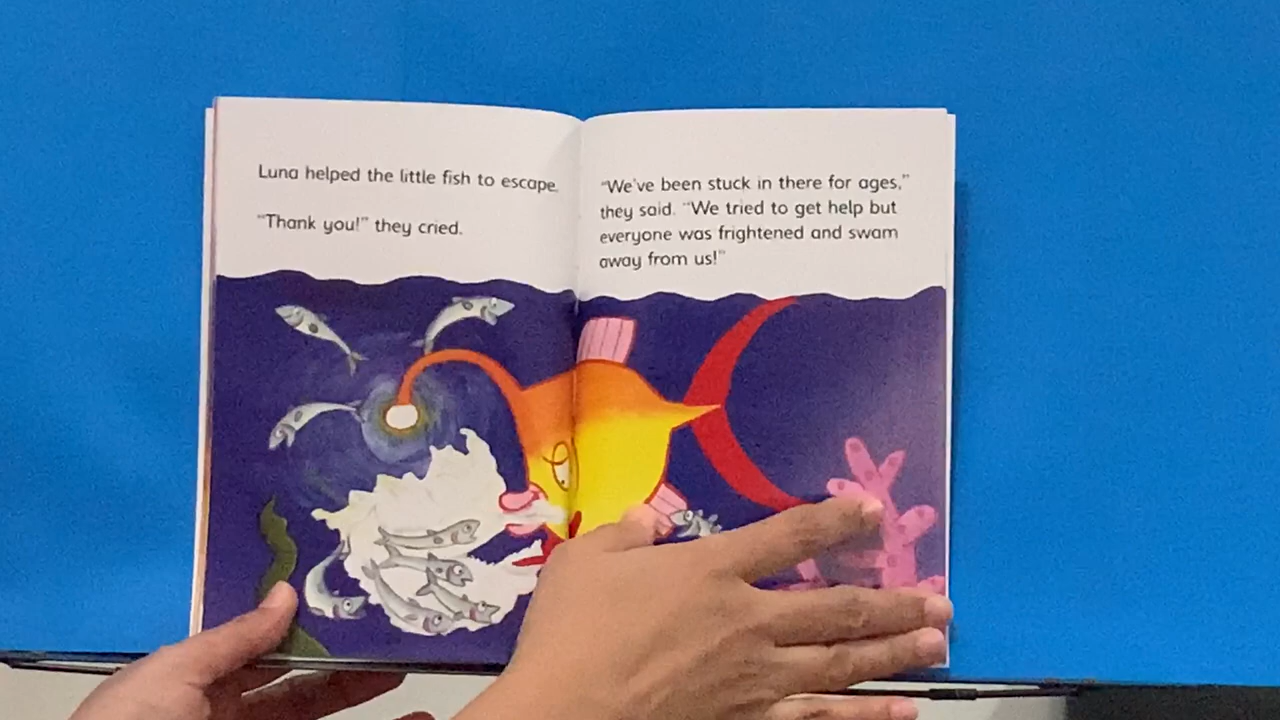 Luna helped the little fish to escape.
"Thank you!" they cried.
"We've been stuck in there for ages,"
they said. "We tried to get help but
everyone was frightened and swam
away from us!"